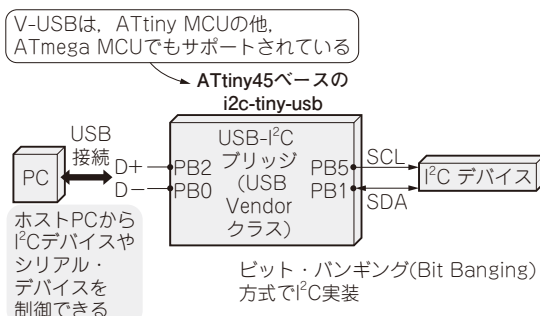 V-USBは，ATtiny MCUの他，
ATmega MCUでもサポートされている
ATtiny45ベースの
i2c-tiny-usb
USB
接続
PC
D+
D−
PB2
PB0
USB-I²C
ブリッジ
(USB
Vendor
クラス)
PB5
PB1
SCL
SDA
I²C デバイス
ホストPCから
I²Cデバイスや
シリアル・
デバイスを
制御できる
ビット・バンギング(Bit Banging)
方式でI²C実装